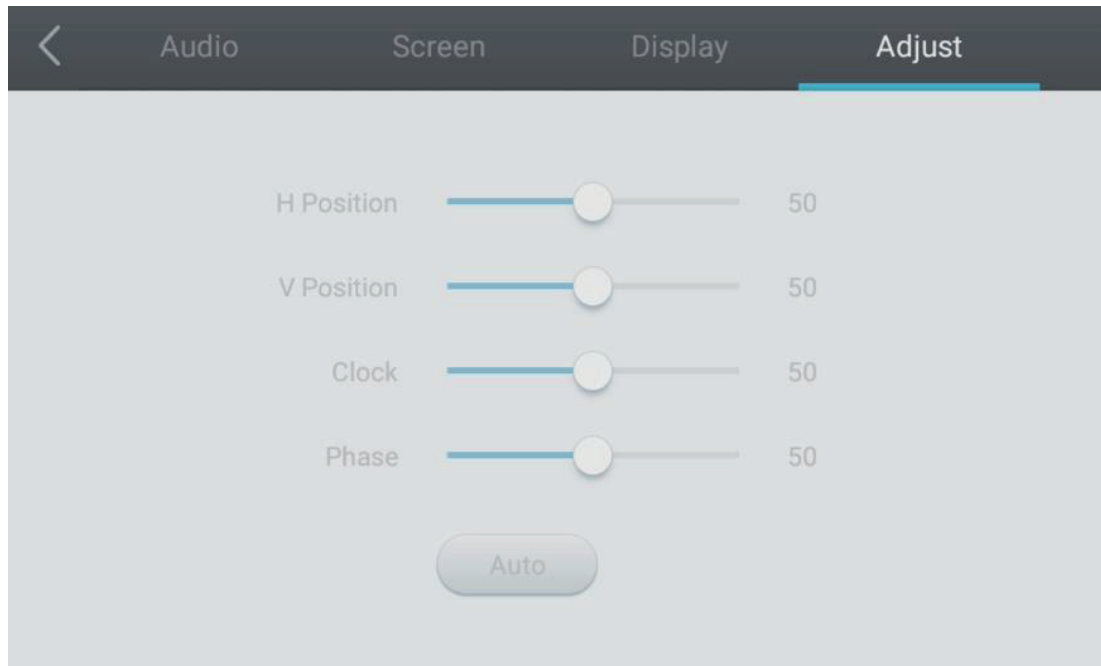 Audio Screen Display Adjust
H Position 50
V Position 50
Clock 50
Phase 50
Auto